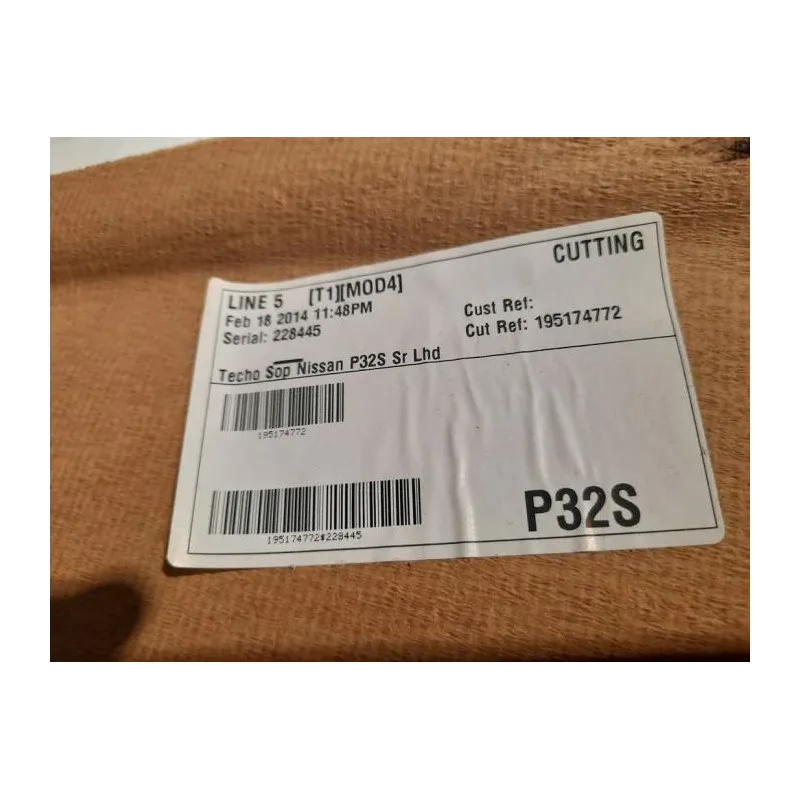 CUTTING
LINE 5 [T1][MOD4]
Feb 18 2014 11:48PM
Serial: 228445
Cust Ref:
Cut Ref: 195174772
Techo Sop Nissan P32S Sr Lhd
195174772
195174772#228445
P32S